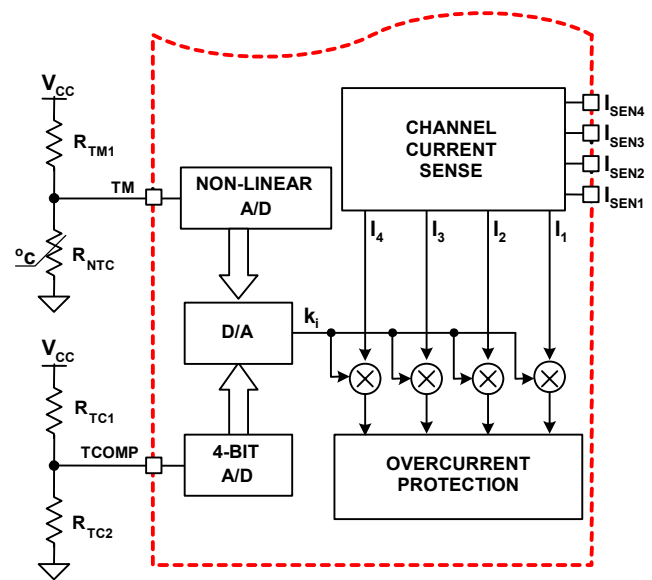 VCC
RTM1
TM
NON-LINEAR
A/D
oC
RNTC
CHANNEL
CURRENT
SENSE
ISEN4
ISEN3
ISEN2
ISEN1
I4
I3
I2
I1
D/A
ki
VCC
RTC1
TCOMP
4-BIT
A/D
RTC2
OVERCURRENT
PROTECTION